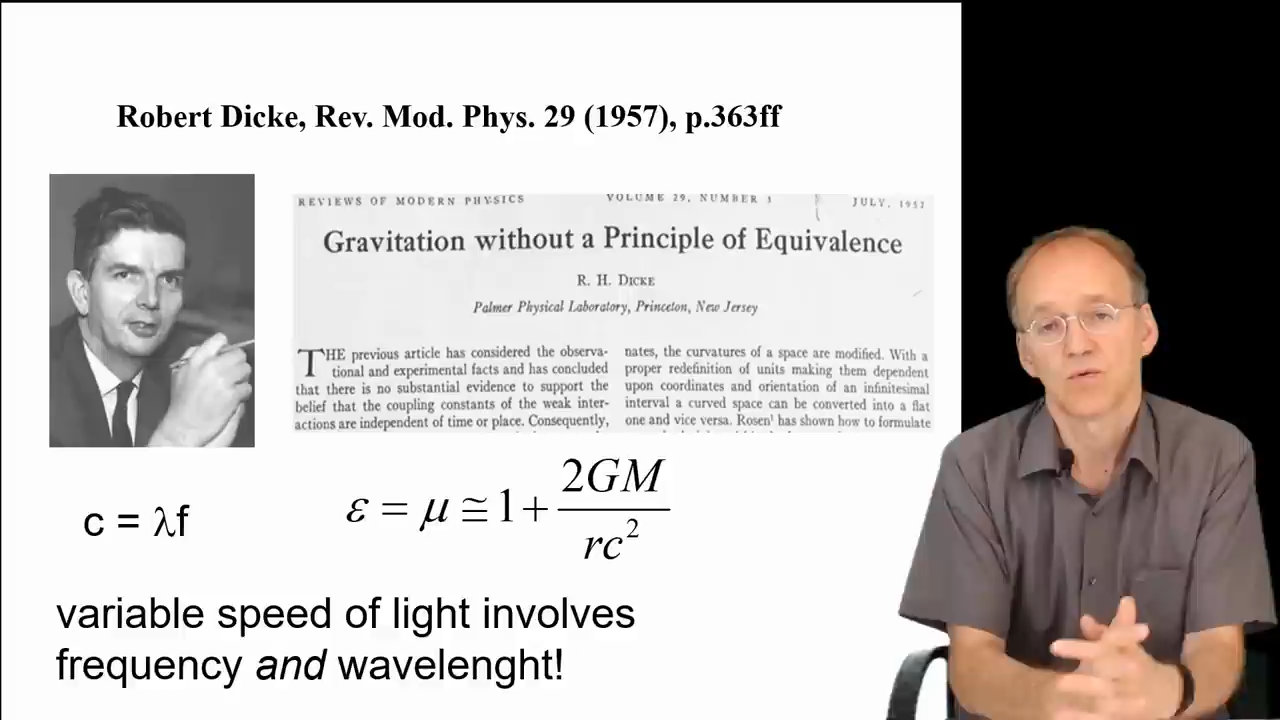 Robert Dicke, Rev. Mod. Phys. 29 (1957), p.363ff
REVIEWS OF MODERN PHYSICS VOLUME 29, NUMBER 3 JULY, 1957
Gravitation without a Principle of Equivalence
R. H. DICKE
Palmer Physical Laboratory, Princeton, New Jersey
THE previous article has considered the observa-
tional and experimental facts and has concluded
that there is no substantial evidence to support the
belief that the coupling constants of the weak inter-
actions are independent of time or place. Consequently,
nates, the curvatures of a space are modified. With a
proper redefinition of units making them dependent
upon coordinates and orientation of an infinitesimal
interval a curved space can be converted into a flat
one and vice versa. Rosen¹ has shown how to formulate
c = λf
ε = μ ≅ 1 + 2GM / rc²
variable speed of light involves
frequency and wavelenght!